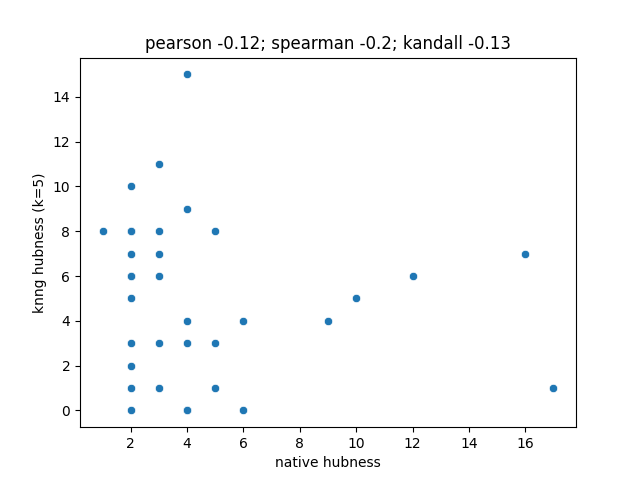 pearson -0.12; spearman -0.2; kandall -0.13
knng hubness (k=5)
14
12
10
8
6
4
2
0
2 4 6 8 10 12 14 16
native hubness